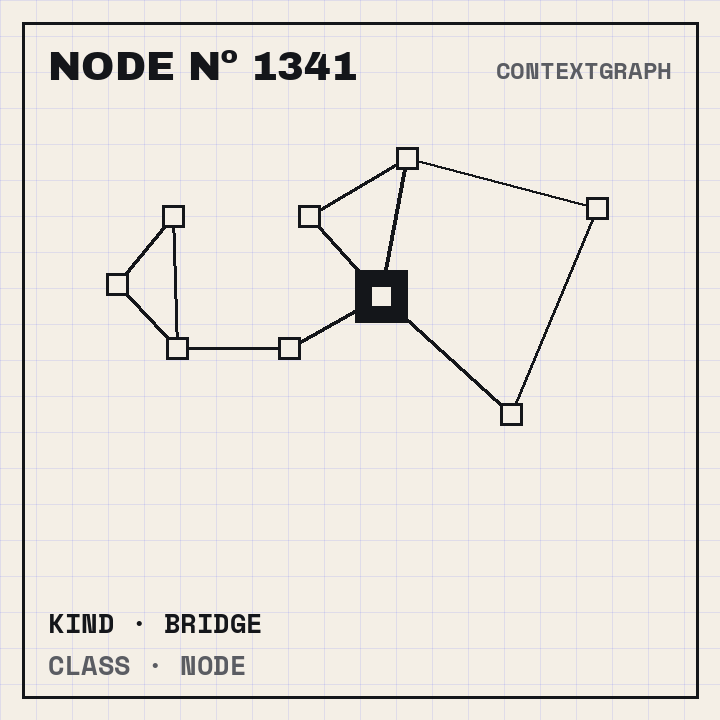 NODE Nº 1341
CONTEXTGRAPH
KIND · BRIDGE
CLASS · NODE